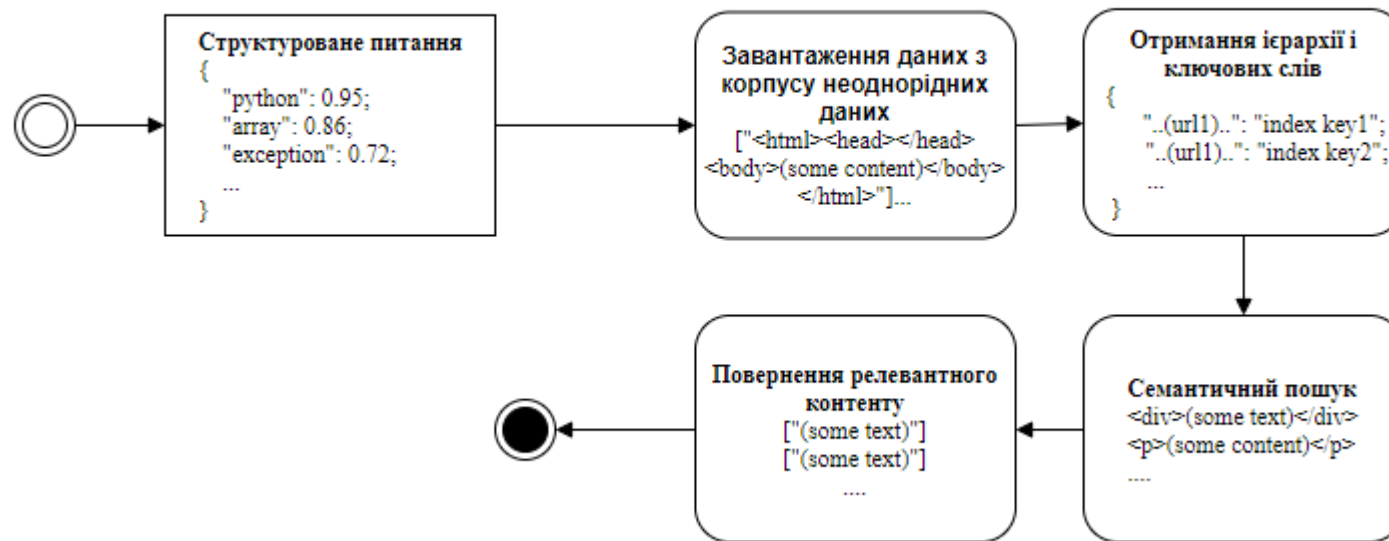 Структуроване питання
{
"python": 0.95;
"array": 0.86;
"exception": 0.72;
...
}
Завантаження даних з
корпусу неоднорідних
даних
["<html><head></head>
<body>(some content)</body>
</html>"]...
Отримання ієрархії і
ключових слів
{
"..(url1)..": "index key1";
"..(url1)..": "index key2";
...
}
Семантичний пошук
<div>(some text)</div>
<p>(some content)</p>
....
Повернення релевантного
контенту
["(some text)"]
["(some text)"]
....